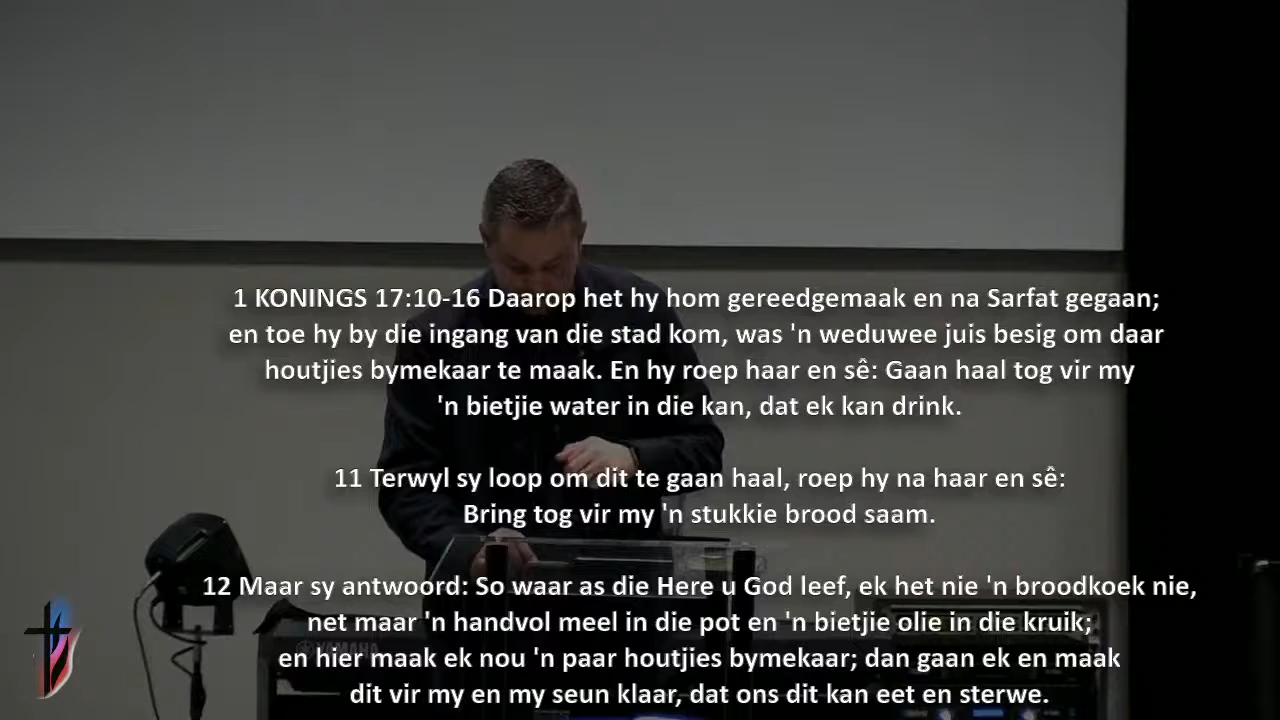 1 KONINGS 17:10-16 Daarop het hy hom gereedgemaak en na Sarfat gegaan;
en toe hy by die ingang van die stad kom, was 'n weduwee juis besig om daar
houtjies bymekaar te maak. En hy roep haar en sê: Gaan haal tog vir my
'n bietjie water in die kan, dat ek kan drink.
11 Terwyl sy loop om dit te gaan haal, roep hy na haar en sê:
Bring tog vir my 'n stukkie brood saam.
12 Maar sy antwoord: So waar as die Here u God leef, ek het nie 'n broodkoek nie,
net maar 'n handvol meel in die pot en 'n bietjie olie in die kruik;
en hier maak ek nou 'n paar houtjies bymekaar; dan gaan ek en maak
dit vir my en my seun klaar, dat ons dit kan eet en sterwe.
YAMAHA